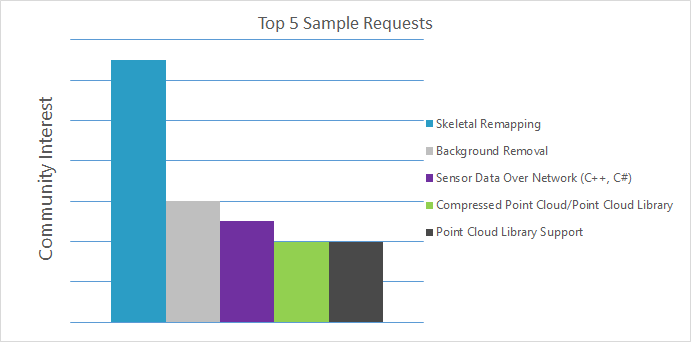 Top 5 Sample Requests
Community Interest
Skeletal Remapping
Background Removal
Sensor Data Over Network (C++, C#)
Compressed Point Cloud/Point Cloud Library
Point Cloud Library Support